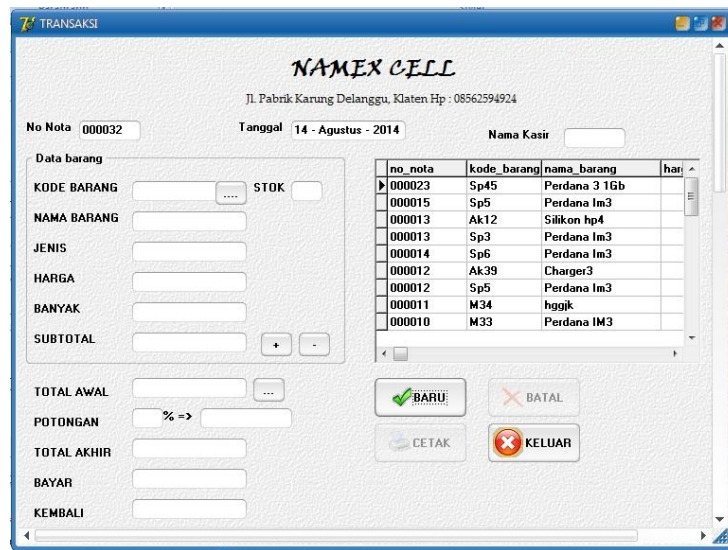 TRANSAKSI
NAMEX CELL
Jl. Pabrik Karung Delanggu, Klaten Hp : 08562594924
No Nota 000032 Tanggal 14 - Agustus - 2014 Nama Kasir
Data barang
KODE BARANG .... STOK
NAMA BARANG
JENIS
HARGA
BANYAK
SUBTOTAL + -
no_nota kode_barang nama_barang
000023 Sp45 Perdana 3 1Gb
000015 Sp5 Perdana Im3
000013 Ak12 Silikon hp4
000013 Sp3 Perdana Im3
000014 Sp6 Perdana Im3
000012 Ak39 Charger3
000012 Sp5 Perdana Im3
000011 M34 hggjk
000010 M33 Perdana IM3
TOTAL AWAL ...
POTONGAN % =>
TOTAL AKHIR
BAYAR
KEMBALI
BARU BATAL
CETAK KELUAR